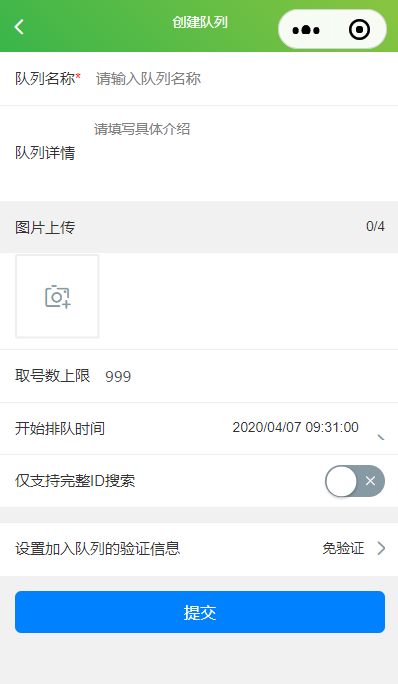 创建队列
队列名称* 请输入队列名称
请填写具体介绍
队列详情
图片上传 0/4
取号数上限 999
开始排队时间 2020/04/07 09:31:00
仅支持完整ID搜索
设置加入队列的验证信息 免验证
提交